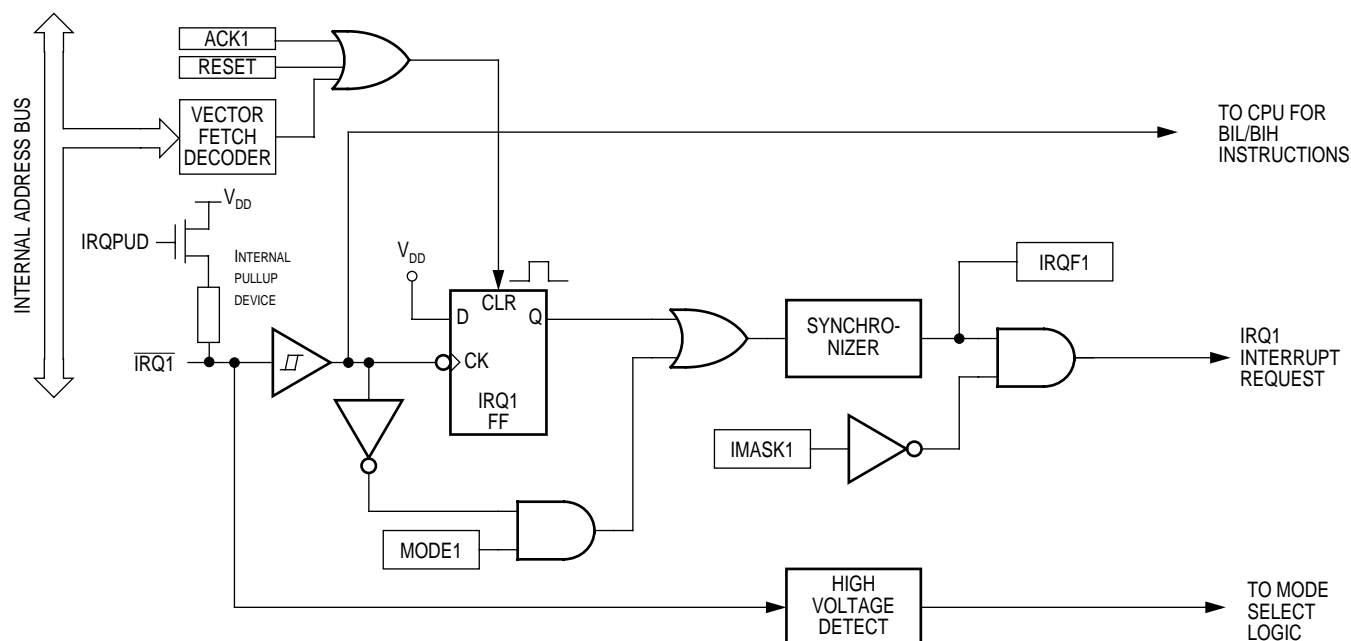 ACK1
RESET
VECTOR
FETCH
DECODER
INTERNAL ADDRESS BUS
TO CPU FOR
BIL/BIH
INSTRUCTIONS
VDD
IRQPUD
INTERNAL
PULLUP
DEVICE
VDD
CLR
D
Q
CK
IRQ1
FF
SYNCHRO-
NIZER
IRQF1
IRQ1
INTERRUPT
REQUEST
IRQ1
IMASK1
MODE1
HIGH
VOLTAGE
DETECT
TO MODE
SELECT
LOGIC